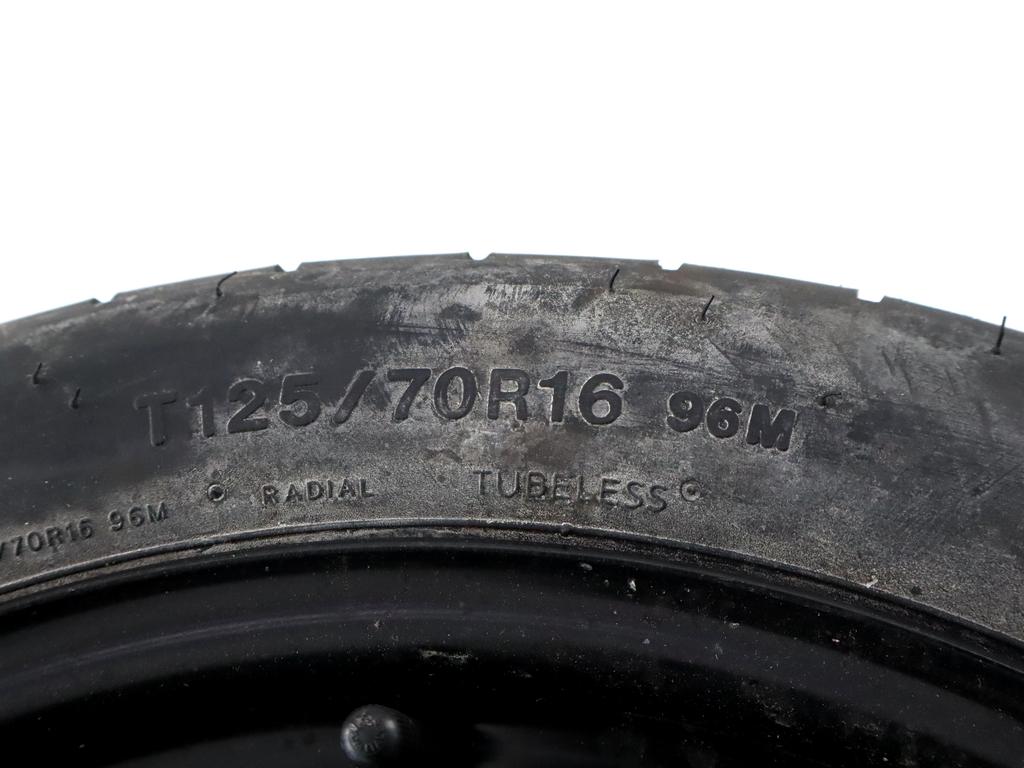 T125/70R16 96M
RADIAL TUBELESS
/70R16 96M